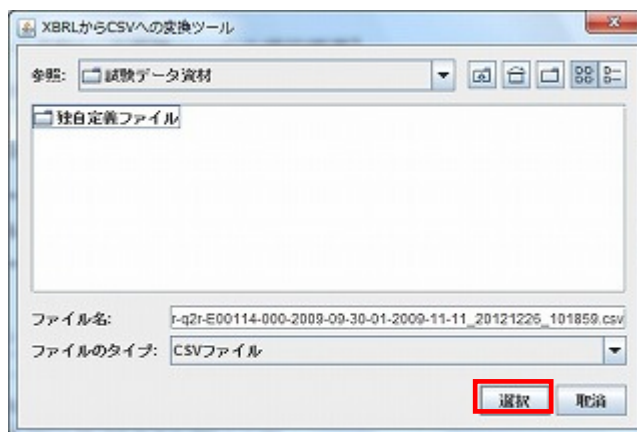 XBRLからCSVへの変換ツール
参照: 試験データ資材
独自定義ファイル
ファイル名: r-q2r-E00114-000-2009-09-30-01-2009-11-11_20121226_101859.csv
ファイルのタイプ: CSVファイル
選択 取消